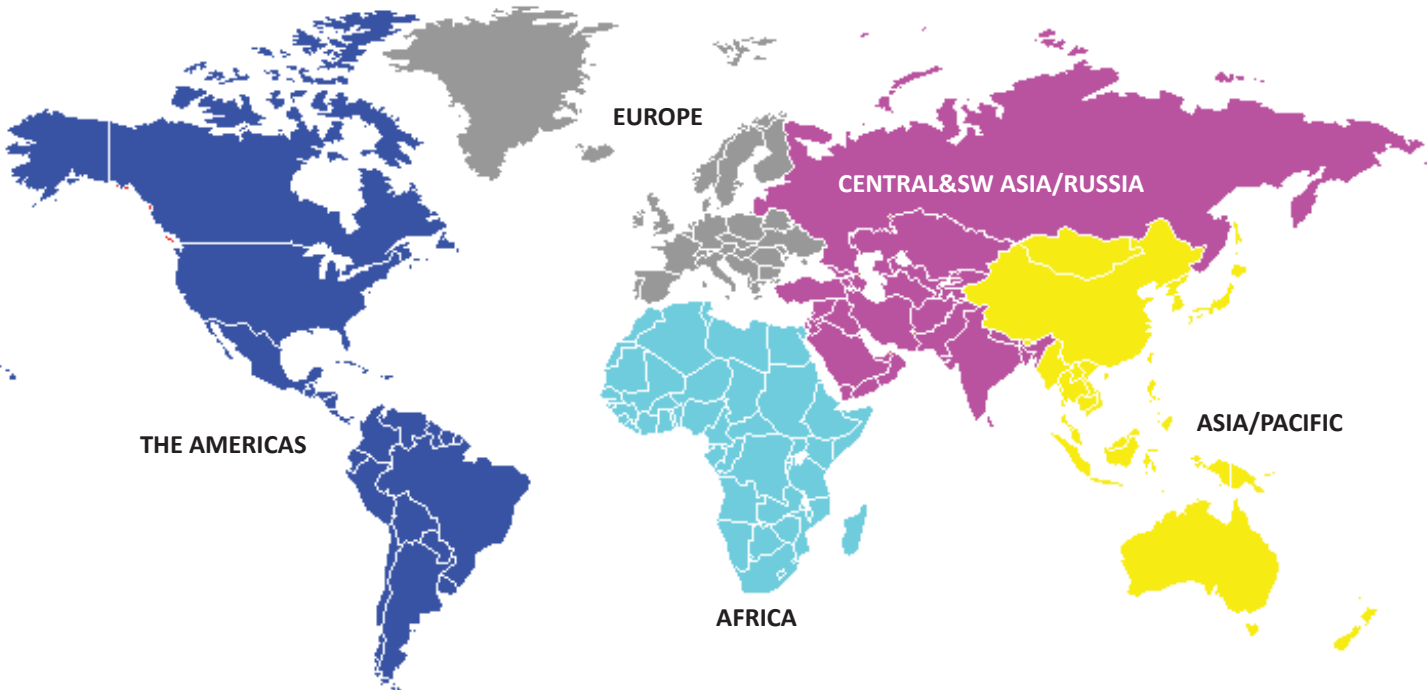 EUROPE
CENTRAL&SW ASIA/RUSSIA
ASIA/PACIFIC
THE AMERICAS
AFRICA